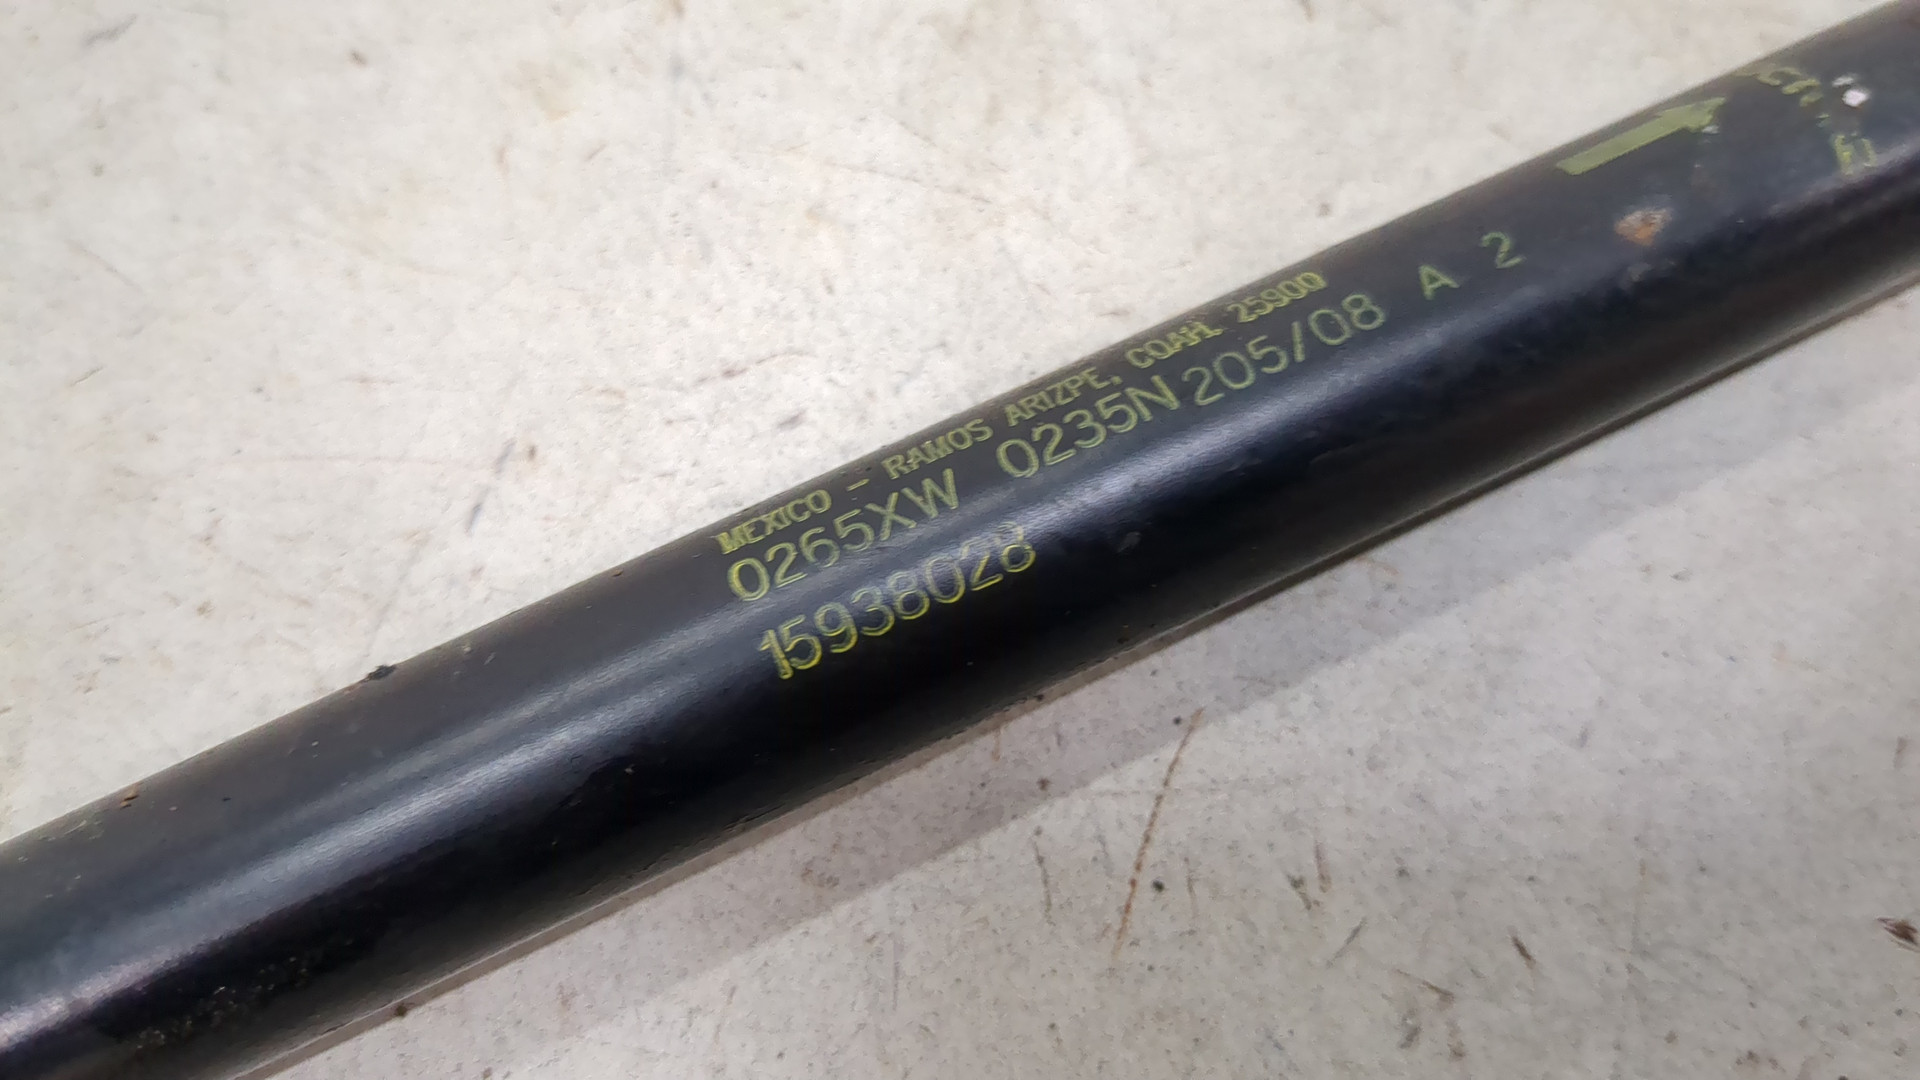 MEXICO - RAMOS ARIZPE, COAH. 25900
0265XW 0235N 205/08 A 2
15938028